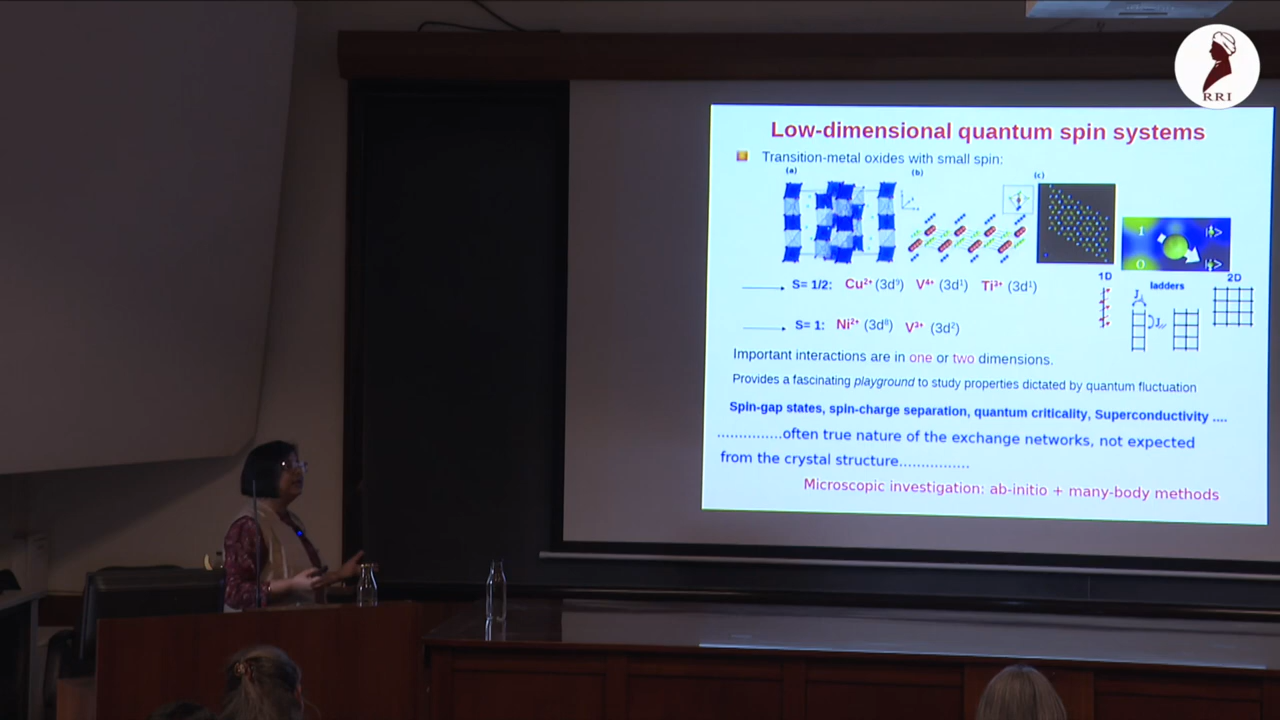 RRI
Low-dimensional quantum spin systems
Transition-metal oxides with small spin:
(a) (b) (c)
1
0
1D ladders 2D
S= 1/2: Cu²⁺ (3d⁹) V⁴⁺ (3d¹) Ti³⁺ (3d¹)
S= 1: Ni²⁺ (3d⁸) V³⁺ (3d²)
Important interactions are in one or two dimensions.
Provides a fascinating playground to study properties dictated by quantum fluctuation
Spin-gap states, spin-charge separation, quantum criticality, Superconductivity ....
...............often true nature of the exchange networks, not expected
from the crystal structure................
Microscopic investigation: ab-initio + many-body methods